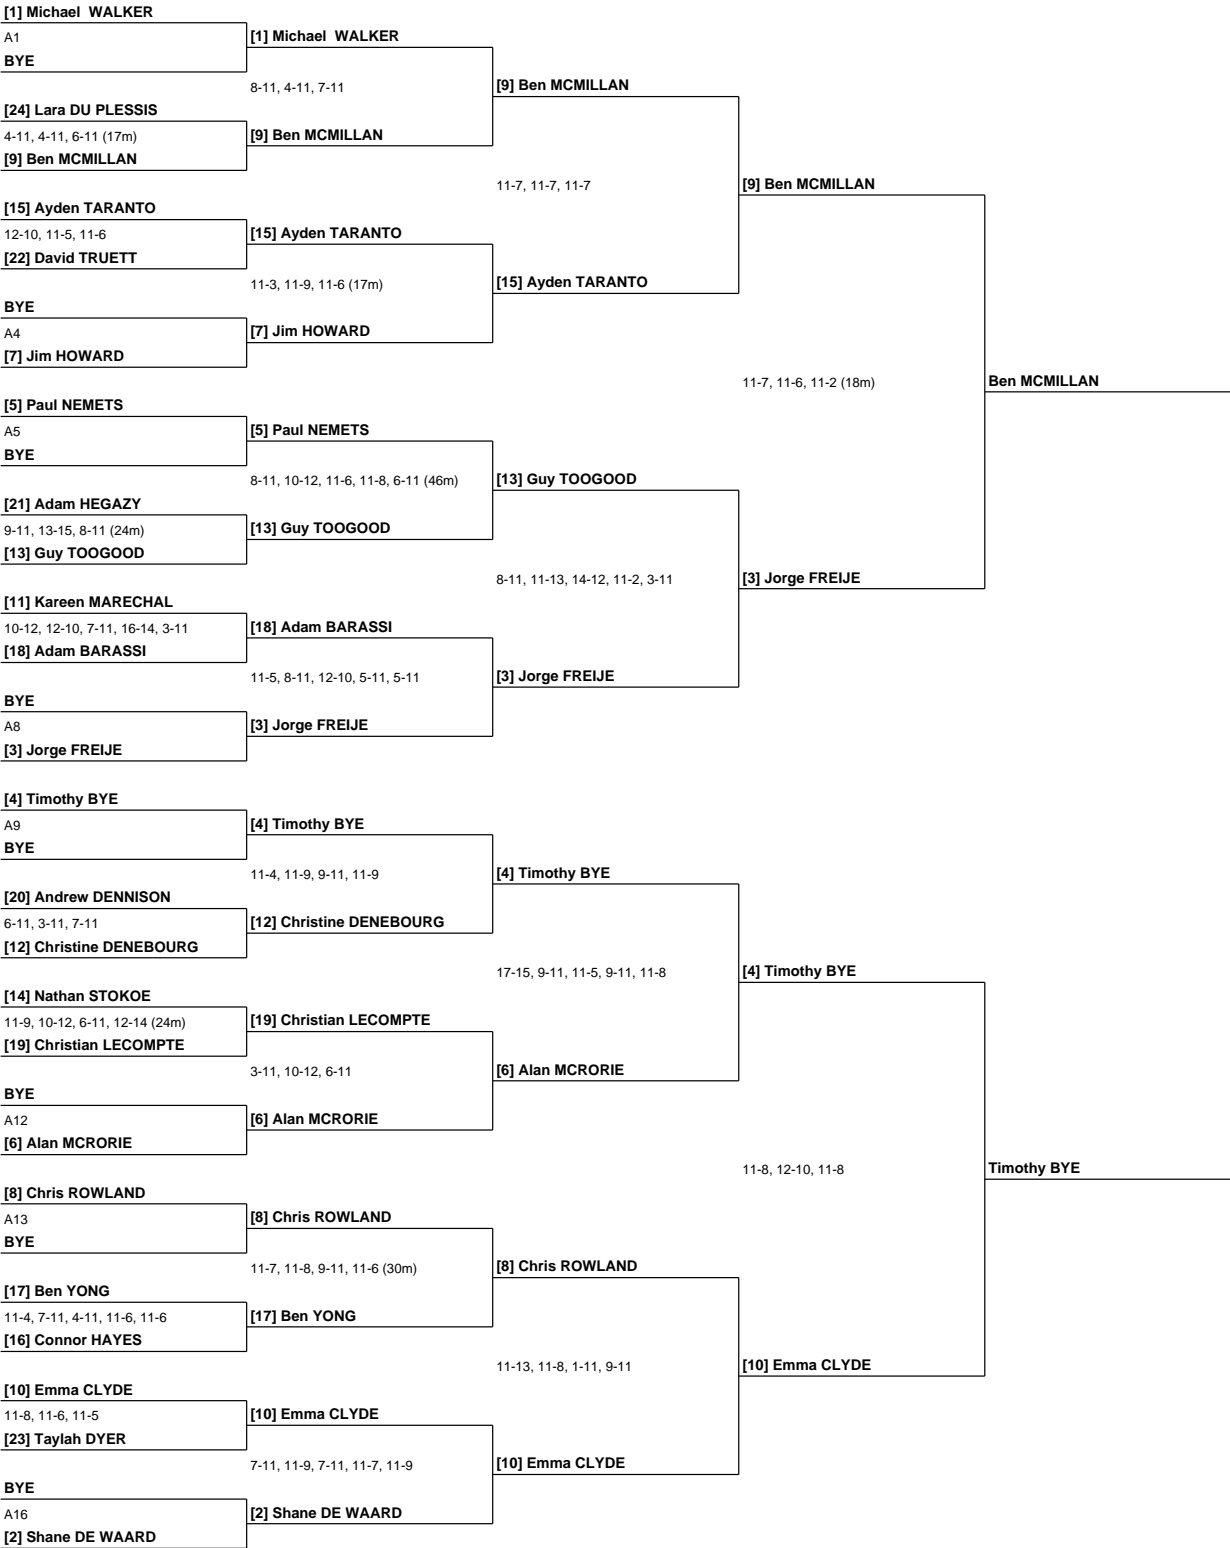 [1] Michael  WALKER
A1
[1] Michael  WALKER
BYE
8-11, 4-11, 7-11
[9] Ben MCMILLAN
[24] Lara DU PLESSIS
4-11, 4-11, 6-11 (17m)
[9] Ben MCMILLAN
[9] Ben MCMILLAN
11-7, 11-7, 11-7
[9] Ben MCMILLAN
[15] Ayden TARANTO
12-10, 11-5, 11-6
[15] Ayden TARANTO
[22] David TRUETT
11-3, 11-9, 11-6 (17m)
[15] Ayden TARANTO
BYE
A4
[7] Jim HOWARD
[7] Jim HOWARD
11-7, 11-6, 11-2 (18m)
Ben MCMILLAN
[5] Paul NEMETS
A5
[5] Paul NEMETS
BYE
8-11, 10-12, 11-6, 11-8, 6-11 (46m)
[13] Guy TOOGOOD
[21] Adam HEGAZY
9-11, 13-15, 8-11 (24m)
[13] Guy TOOGOOD
[13] Guy TOOGOOD
8-11, 11-13, 14-12, 11-2, 3-11
[3] Jorge FREIJE
[11] Kareen MARECHAL
10-12, 12-10, 7-11, 16-14, 3-11
[18] Adam BARASSI
[18] Adam BARASSI
11-5, 8-11, 12-10, 5-11, 5-11
[3] Jorge FREIJE
BYE
A8
[3] Jorge FREIJE
[3] Jorge FREIJE
[4] Timothy BYE
A9
[4] Timothy BYE
BYE
11-4, 11-9, 9-11, 11-9
[4] Timothy BYE
[20] Andrew DENNISON
6-11, 3-11, 7-11
[12] Christine DENEBOURG
[12] Christine DENEBOURG
17-15, 9-11, 11-5, 9-11, 11-8
[4] Timothy BYE
[14] Nathan STOKOE
11-9, 10-12, 6-11, 12-14 (24m)
[19] Christian LECOMPTE
[19] Christian LECOMPTE
3-11, 10-12, 6-11
[6] Alan MCRORIE
BYE
A12
[6] Alan MCRORIE
[6] Alan MCRORIE
11-8, 12-10, 11-8
Timothy BYE
[8] Chris ROWLAND
A13
[8] Chris ROWLAND
BYE
11-7, 11-8, 9-11, 11-6 (30m)
[8] Chris ROWLAND
[17] Ben YONG
11-4, 7-11, 4-11, 11-6, 11-6
[17] Ben YONG
[16] Connor HAYES
11-13, 11-8, 1-11, 9-11
[10] Emma CLYDE
[10] Emma CLYDE
11-8, 11-6, 11-5
[10] Emma CLYDE
[23] Taylah DYER
7-11, 11-9, 7-11, 11-7, 11-9
[10] Emma CLYDE
BYE
A16
[2] Shane DE WAARD
[2] Shane DE WAARD